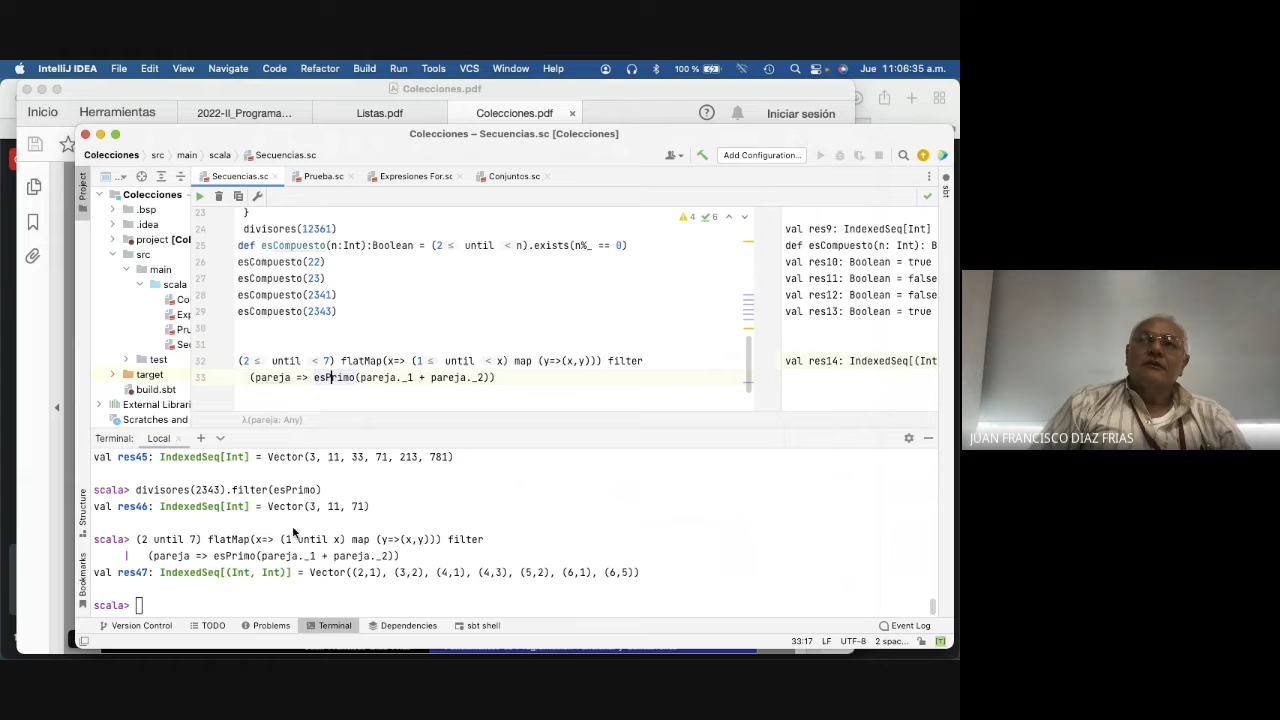 IntelliJ IDEA File Edit View Navigate Code Refactor Build Run Tools VCS Window Help 100 % Jue 11:06:35 a.m.
Colecciones.pdf
Inicio Herramientas 2022-II_Programa... Listas.pdf Colecciones.pdf × Iniciar sesión
Colecciones – Secuencias.sc [Colecciones]
Colecciones src main scala Secuencias.sc Add Configuration...
Project Secuencias.sc Prueba.sc Expresiones For.sc Conjuntos.sc sbt
Colecciones
.bsp
.idea
project [Col
src
main
scala
Co
Exp
Pru
Sec
test
target
build.sbt
External Librari
Scratches and
4 6
23 }
24 divisores(12361)
25 def esCompuesto(n:Int):Boolean = (2 ≤ until < n).exists(n%_ == 0)
26 esCompuesto(22)
27 esCompuesto(23)
28 esCompuesto(2341)
29 esCompuesto(2343)
30
31
32 (2 ≤ until < 7) flatMap(x=> (1 ≤ until < x) map (y=>(x,y))) filter
33 (pareja => esPrimo(pareja._1 + pareja._2))
val res9: IndexedSeq[Int]
def esCompuesto(n: Int): B
val res10: Boolean = true
val res11: Boolean = false
val res12: Boolean = false
val res13: Boolean = true
val res14: IndexedSeq[(Int
λ(pareja: Any)
Terminal: Local × +
val res45: IndexedSeq[Int] = Vector(3, 11, 33, 71, 213, 781)
scala> divisores(2343).filter(esPrimo)
val res46: IndexedSeq[Int] = Vector(3, 11, 71)
scala> (2 until 7) flatMap(x=> (1 until x) map (y=>(x,y))) filter
| (pareja => esPrimo(pareja._1 + pareja._2))
val res47: IndexedSeq[(Int, Int)] = Vector((2,1), (3,2), (4,1), (4,3), (5,2), (6,1), (6,5))
scala>
Structure
Bookmarks
Version Control TODO Problems Terminal Dependencies sbt shell Event Log
33:17 LF UTF-8 2 spac...
JUAN FRANCISCO DIAZ FRIAS